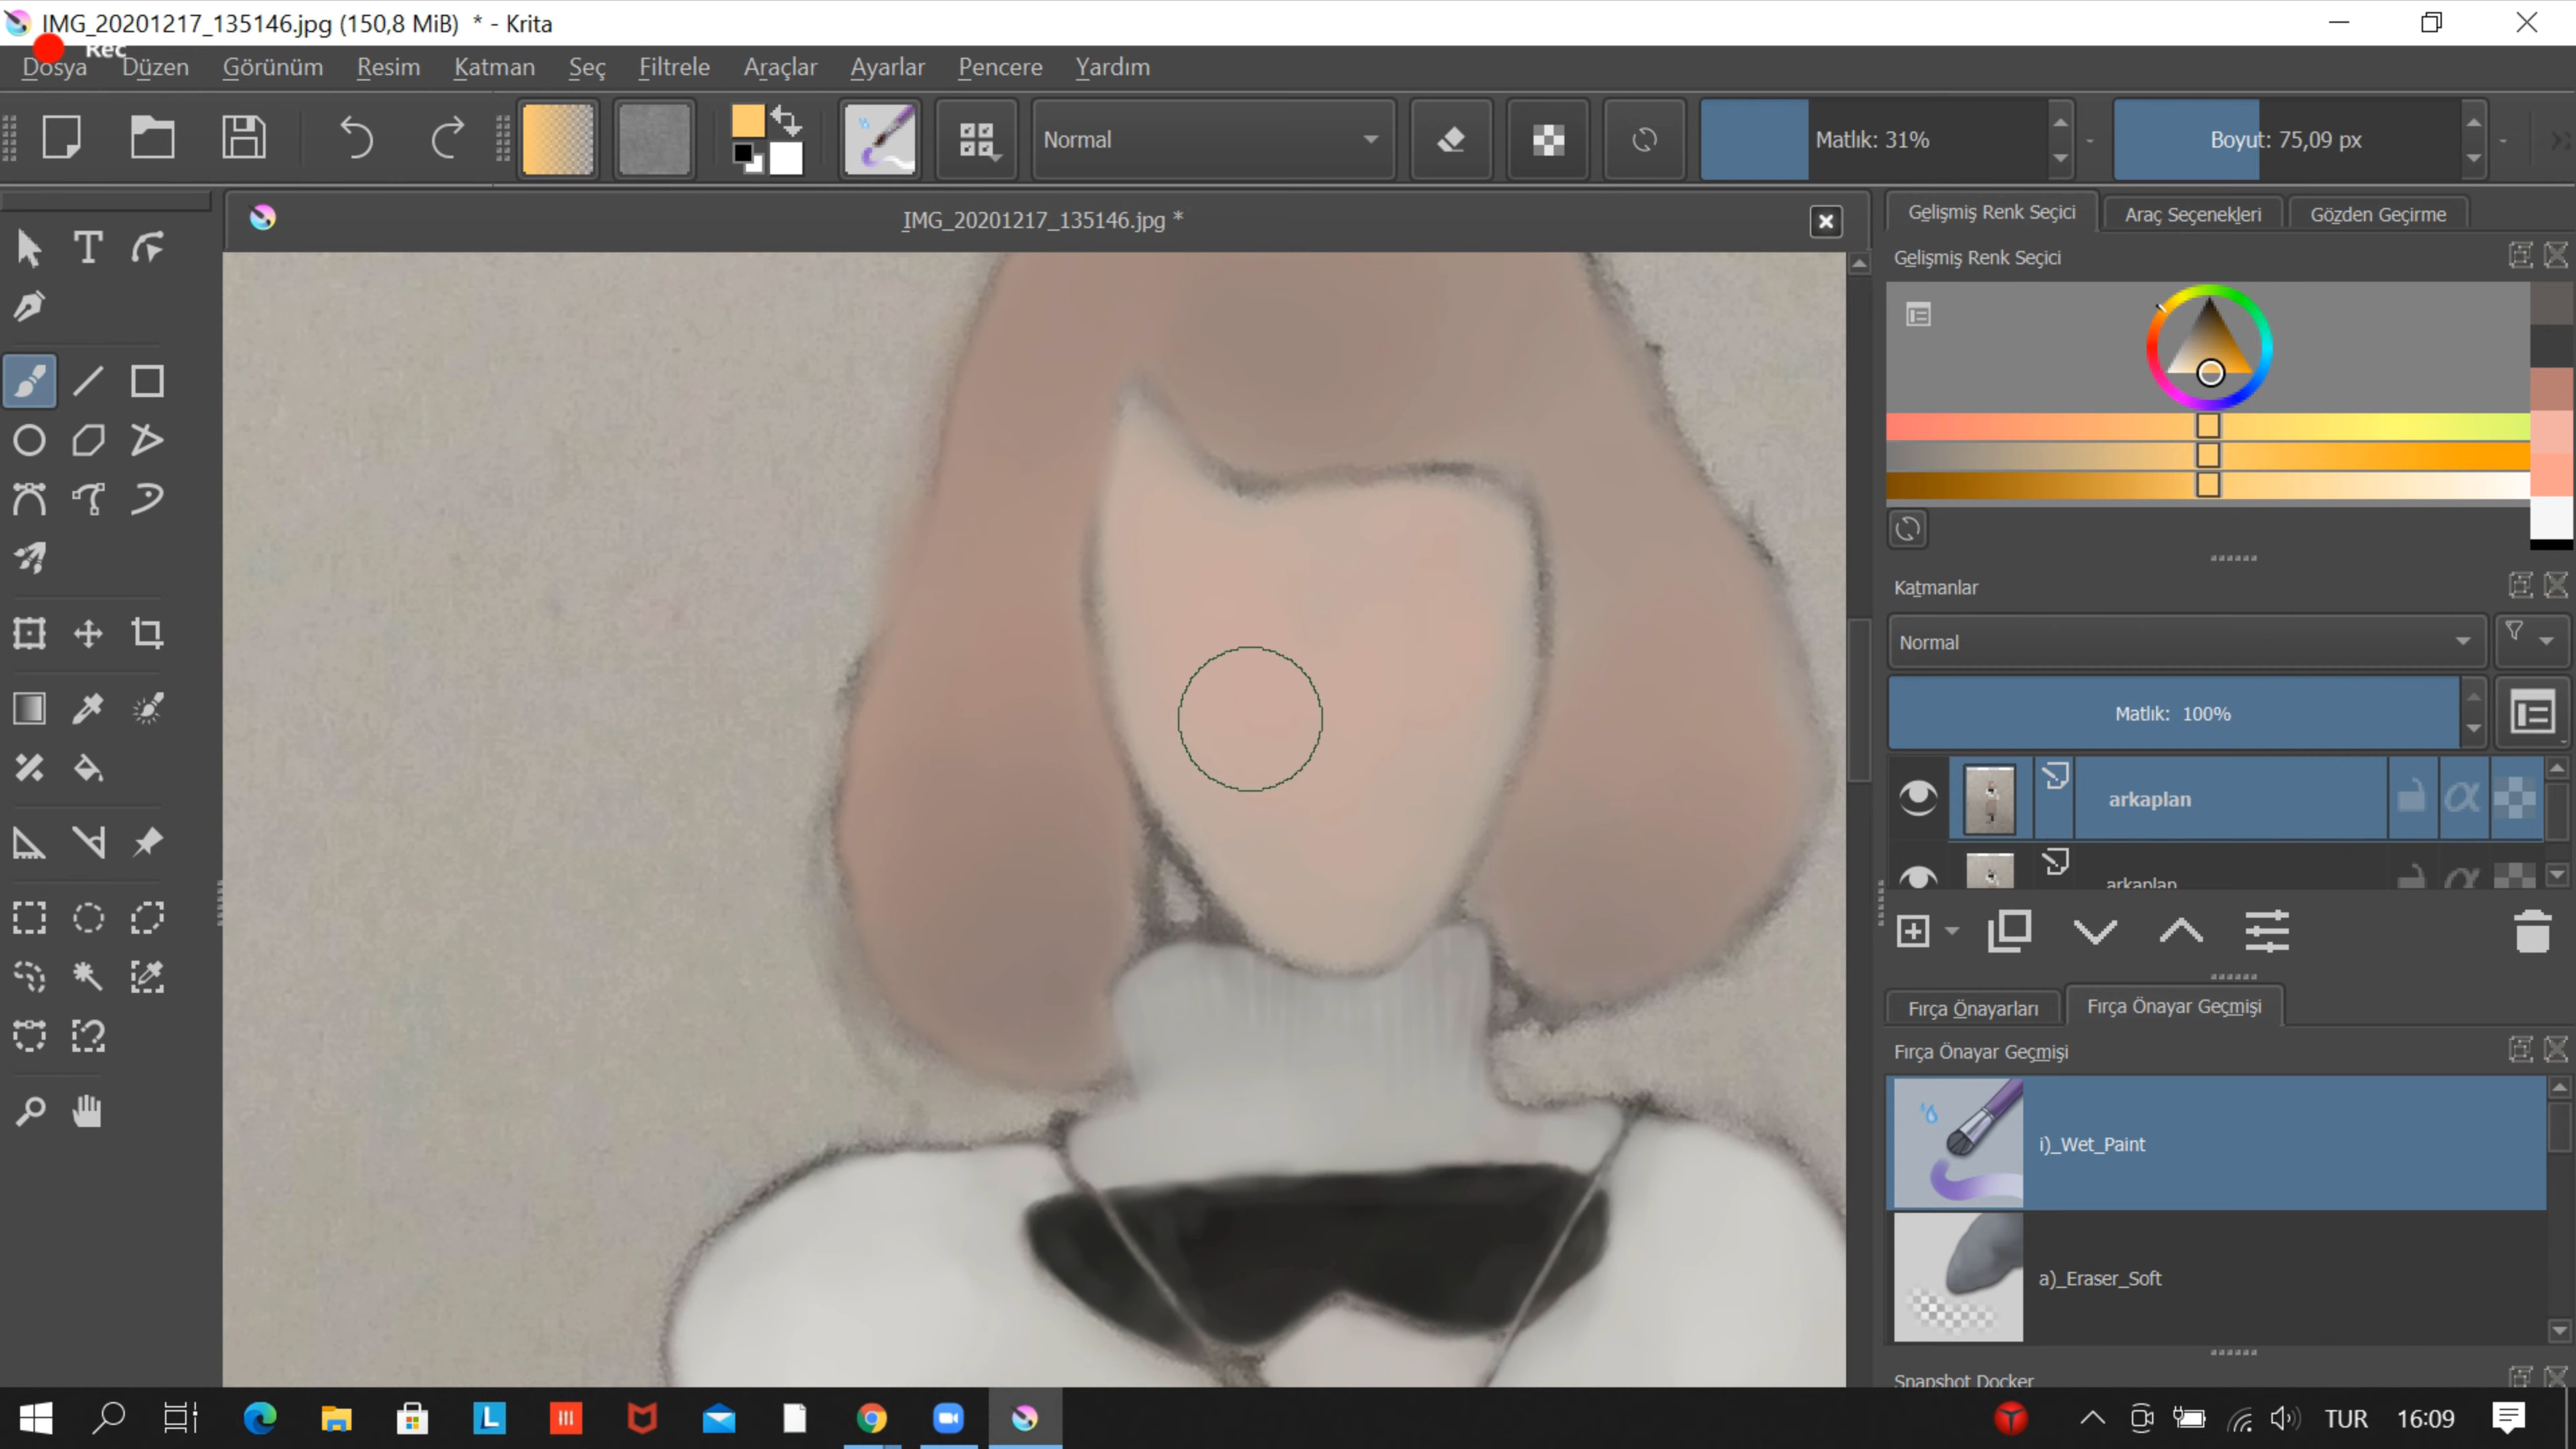 IMG_20201217_135146.jpg (150,8 MiB) * - Krita
Rec
Dosya Düzen Görünüm Resim Katman Seç Filtrele Araçlar Ayarlar Pencere Yardım
Normal Matlık: 31% Boyut: 75,09 px
IMG_20201217_135146.jpg *
Gelişmiş Renk Seçici Araç Seçenekleri Gözden Geçirme
Gelişmiş Renk Seçici
Katmanlar
Normal
Matlık: 100%
arkaplan
arkaplan
Fırça Önayarları Fırça Önayar Geçmişi
Fırça Önayar Geçmişi
i)_Wet_Paint
a)_Eraser_Soft
Snapshot Docker
TUR 16:09